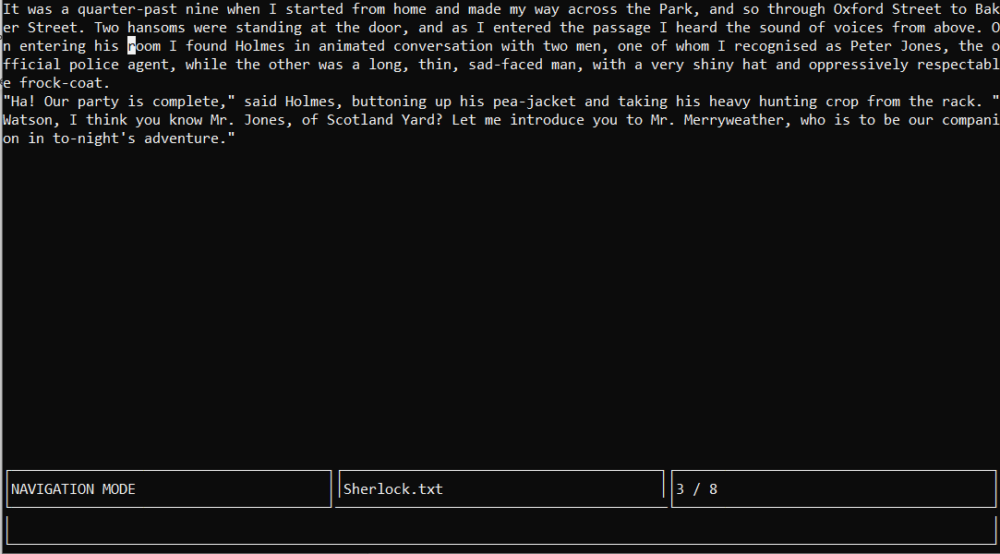 It was a quarter-past nine when I started from home and made my way across the Park, and so through Oxford Street to Bak
er Street. Two hansoms were standing at the door, and as I entered the passage I heard the sound of voices from above. O
n entering his room I found Holmes in animated conversation with two men, one of whom I recognised as Peter Jones, the o
fficial police agent, while the other was a long, thin, sad-faced man, with a very shiny hat and oppressively respectabl
e frock-coat.
"Ha! Our party is complete," said Holmes, buttoning up his pea-jacket and taking his heavy hunting crop from the rack. "
Watson, I think you know Mr. Jones, of Scotland Yard? Let me introduce you to Mr. Merryweather, who is to be our compani
on in to-night's adventure."
NAVIGATION MODE
Sherlock.txt
3 / 8